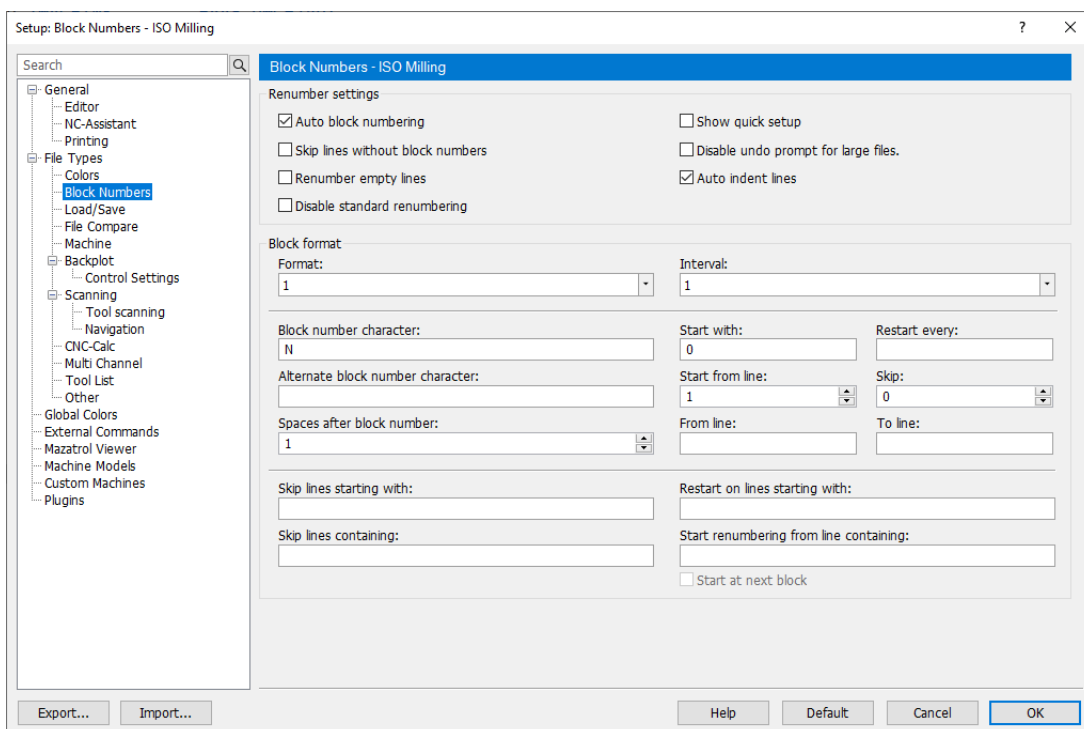 Setup: Block Numbers - ISO Milling
?
Search
General
Editor
NC-Assistant
Printing
File Types
Colors
Block Numbers
Load/Save
File Compare
Machine
Backplot
Control Settings
Scanning
Tool scanning
Navigation
CNC-Calc
Multi Channel
Tool List
Other
Global Colors
External Commands
Mazatrol Viewer
Machine Models
Custom Machines
Plugins
Block Numbers - ISO Milling
Renumber settings
Auto block numbering
Show quick setup
Skip lines without block numbers
Disable undo prompt for large files.
Renumber empty lines
Auto indent lines
Disable standard renumbering
Block format
Format:
Interval:
1
1
Block number character:
Start with:
Restart every:
N
0
Alternate block number character:
Start from line:
Skip:
1
0
Spaces after block number:
From line:
To line:
1
Skip lines starting with:
Restart on lines starting with:
Skip lines containing:
Start renumbering from line containing:
Start at next block
Export...
Import...
Help
Default
Cancel
OK